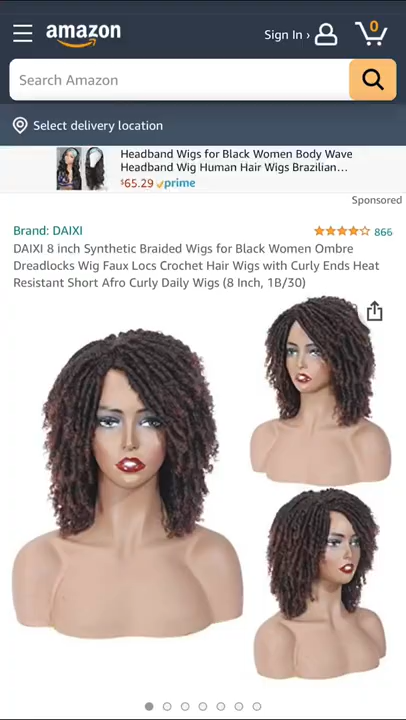 amazon
Sign In ›
0
Search Amazon
Select delivery location
Headband Wigs for Black Women Body Wave
Headband Wig Human Hair Wigs Brazilian...
$65.29 prime
Sponsored
Brand: DAIXI
866
DAIXI 8 inch Synthetic Braided Wigs for Black Women Ombre
Dreadlocks Wig Faux Locs Crochet Hair Wigs with Curly Ends Heat
Resistant Short Afro Curly Daily Wigs (8 Inch, 1B/30)